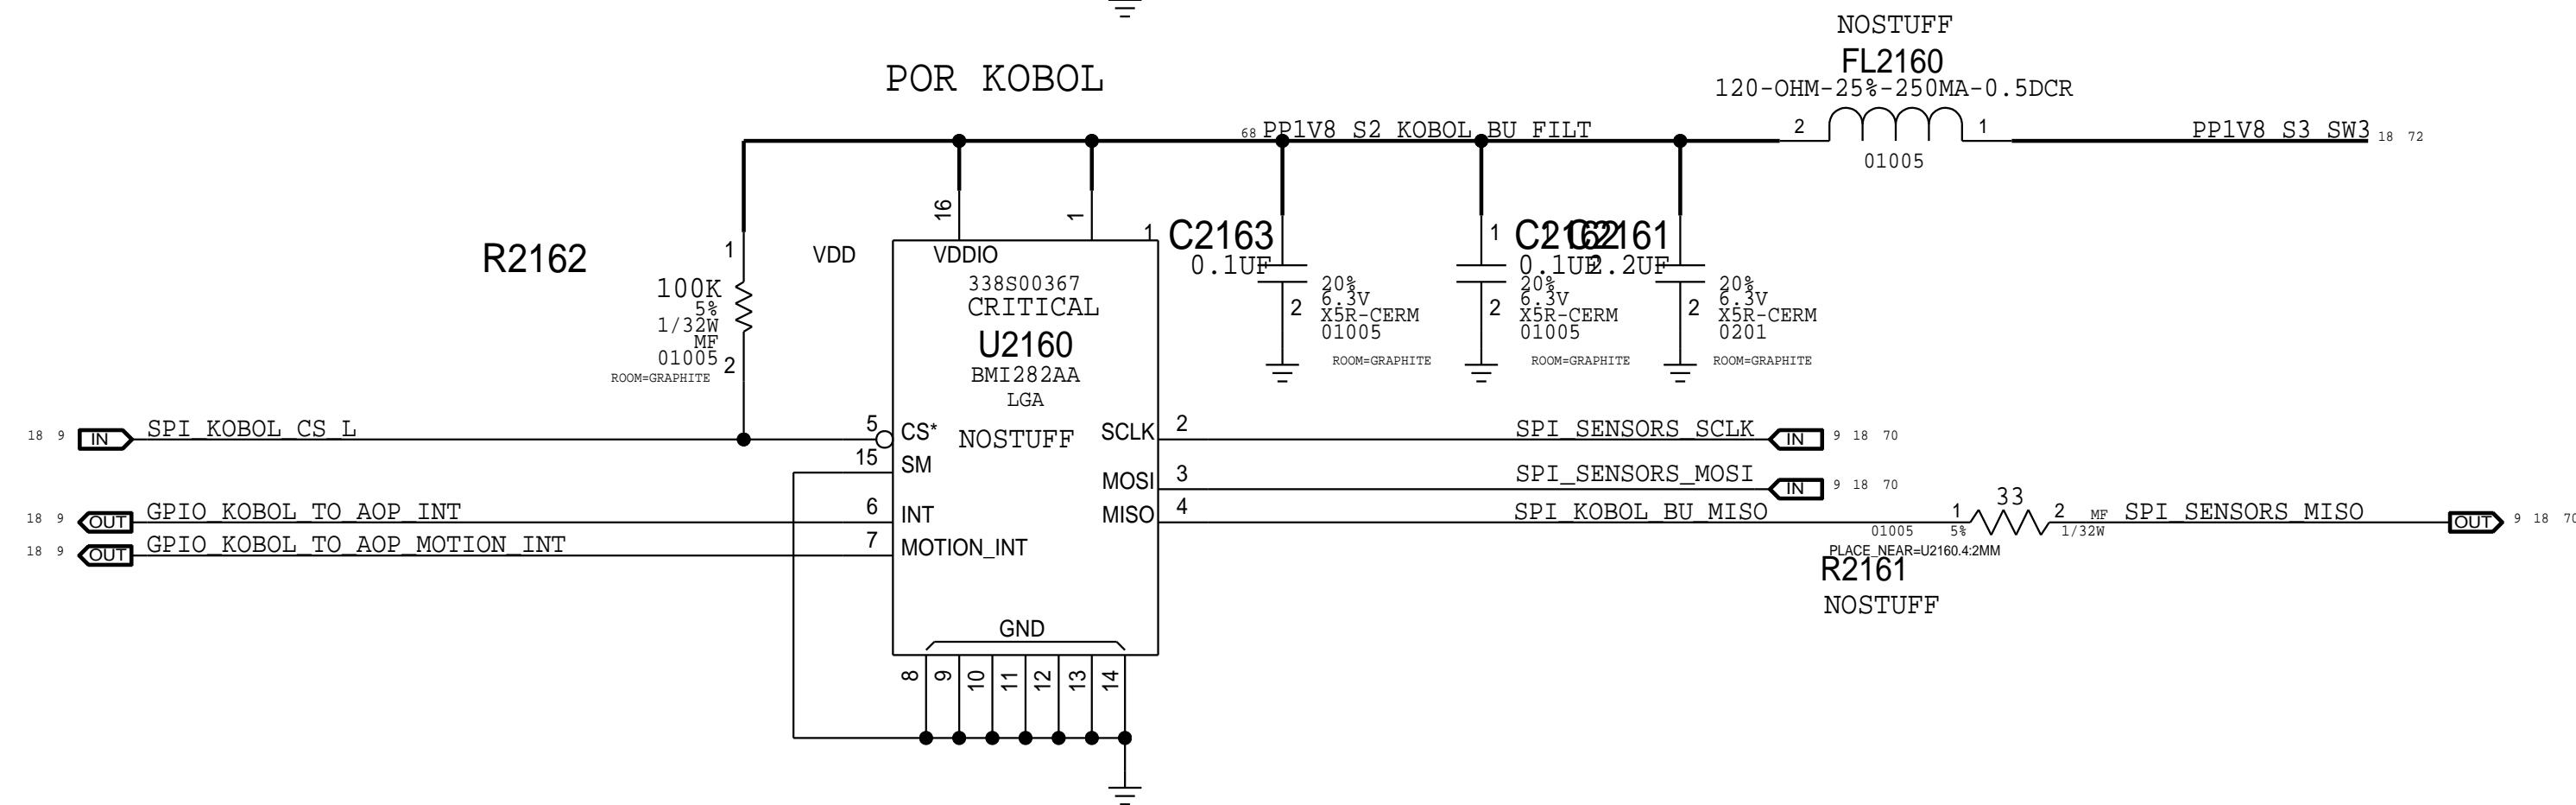 NOSTUFF
FL2160
120-OHM-25%-250MA-0.5DCR
POR KOBOL
68 PP1V8_S2_KOBOL_BU_FILT
2
1
01005
PP1V8_S3_SW3 18 72
R2162
1
100K
5%
1/32W
MF
01005
2
ROOM=GRAPHITE
16
1
VDD
VDDIO
338S00367
CRITICAL
U2160
BMI282AA
LGA
NOSTUFF
1
C2163
0.1UF
20%
6.3V
X5R-CERM
01005
2
ROOM=GRAPHITE
1
C2162
0.1UF
20%
6.3V
X5R-CERM
01005
2
ROOM=GRAPHITE
1
C2161
2.2UF
20%
6.3V
X5R-CERM
0201
2
ROOM=GRAPHITE
18 9 IN SPI_KOBOL_CS_L
5 CS*
15 SM
18 9 OUT GPIO_KOBOL_TO_AOP_INT
6 INT
18 9 OUT GPIO_KOBOL_TO_AOP_MOTION_INT
7 MOTION_INT
SCLK 2 SPI_SENSORS_SCLK IN 9 18 70
MOSI 3 SPI_SENSORS_MOSI IN 9 18 70
MISO 4 SPI_KOBOL_BU_MISO
1 33 2
01005 5% MF 1/32W
SPI_SENSORS_MISO OUT 9 18 70
PLACE_NEAR=U2160.4:2MM
R2161
NOSTUFF
GND
8 9 10 11 12 13 14